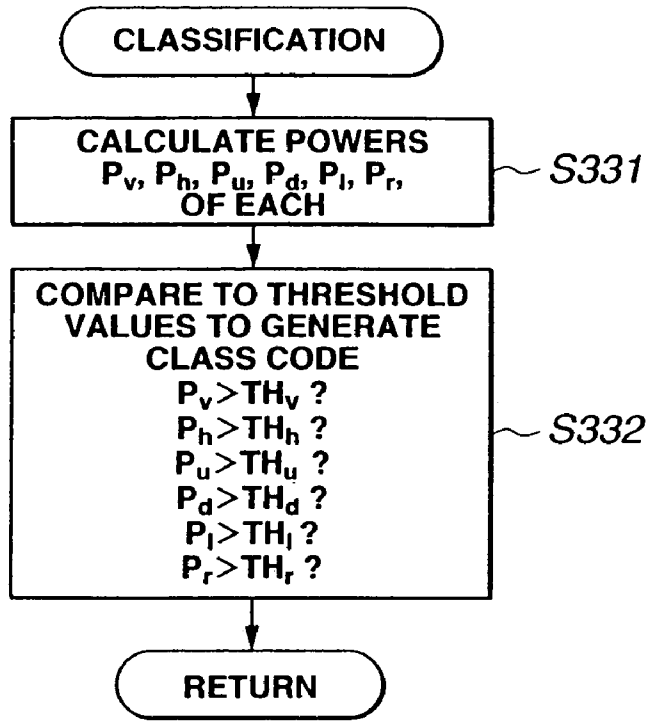 CLASSIFICATION
CALCULATE POWERS
Pv, Ph, Pu, Pd, Pl, Pr,
OF EACH
S331
COMPARE TO THRESHOLD
VALUES TO GENERATE
CLASS CODE
Pv>THv ?
Ph>THh ?
Pu>THu ?
Pd>THd ?
Pl>THl ?
Pr>THr ?
S332
RETURN